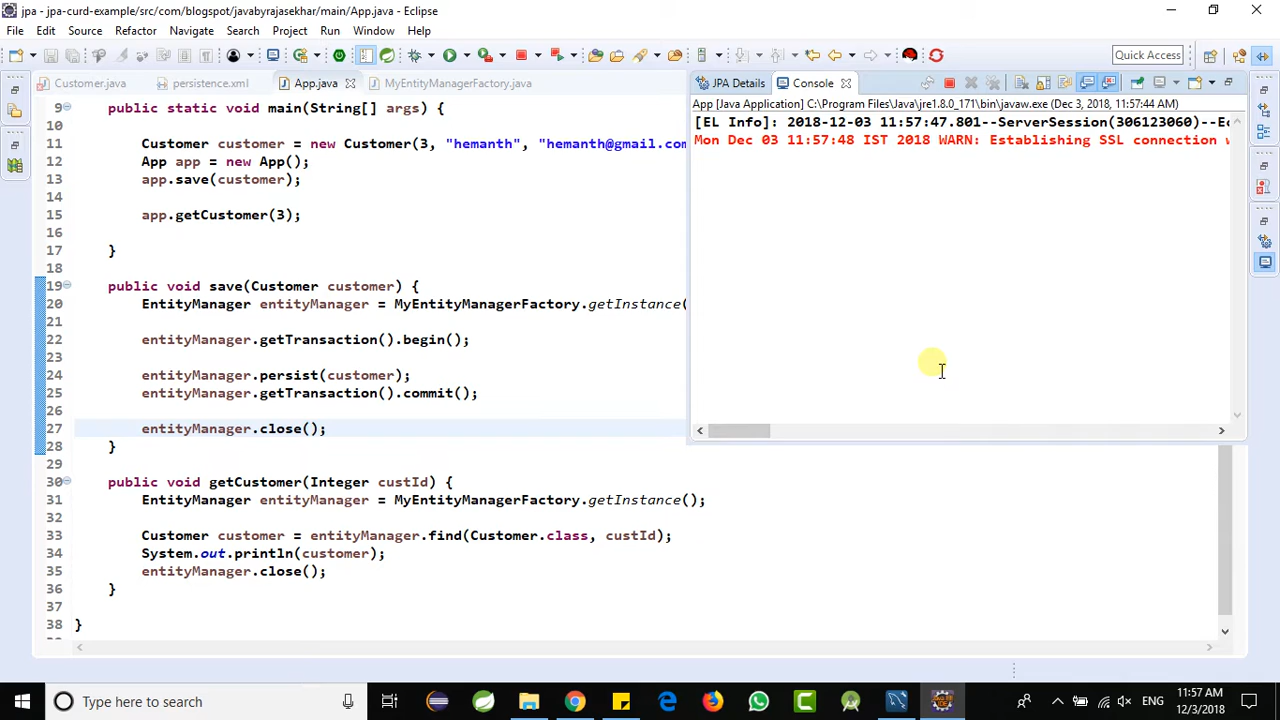 jpa - jpa-curd-example/src/com/blogspot/javabyrajasekhar/main/App.java - Eclipse
File Edit Source Refactor Navigate Search Project Run Window Help
Quick Access
Customer.java persistence.xml App.java MyEntityManagerFactory.java
JPA Details Console
App [Java Application] C:\Program Files\Java\jre1.8.0_171\bin\javaw.exe (Dec 3, 2018, 11:57:44 AM)
[EL Info]: 2018-12-03 11:57:47.801--ServerSession(306123060)--Ec
Mon Dec 03 11:57:48 IST 2018 WARN: Establishing SSL connection w
9 public static void main(String[] args) {
10
11 Customer customer = new Customer(3, "hemanth", "hemanth@gmail.com
12 App app = new App();
13 app.save(customer);
14
15 app.getCustomer(3);
16
17 }
18
19 public void save(Customer customer) {
20 EntityManager entityManager = MyEntityManagerFactory.getInstance(
21
22 entityManager.getTransaction().begin();
23
24 entityManager.persist(customer);
25 entityManager.getTransaction().commit();
26
27 entityManager.close();
28 }
29
30 public void getCustomer(Integer custId) {
31 EntityManager entityManager = MyEntityManagerFactory.getInstance();
32
33 Customer customer = entityManager.find(Customer.class, custId);
34 System.out.println(customer);
35 entityManager.close();
36 }
37
38 }
Type here to search
11:57 AM
12/3/2018